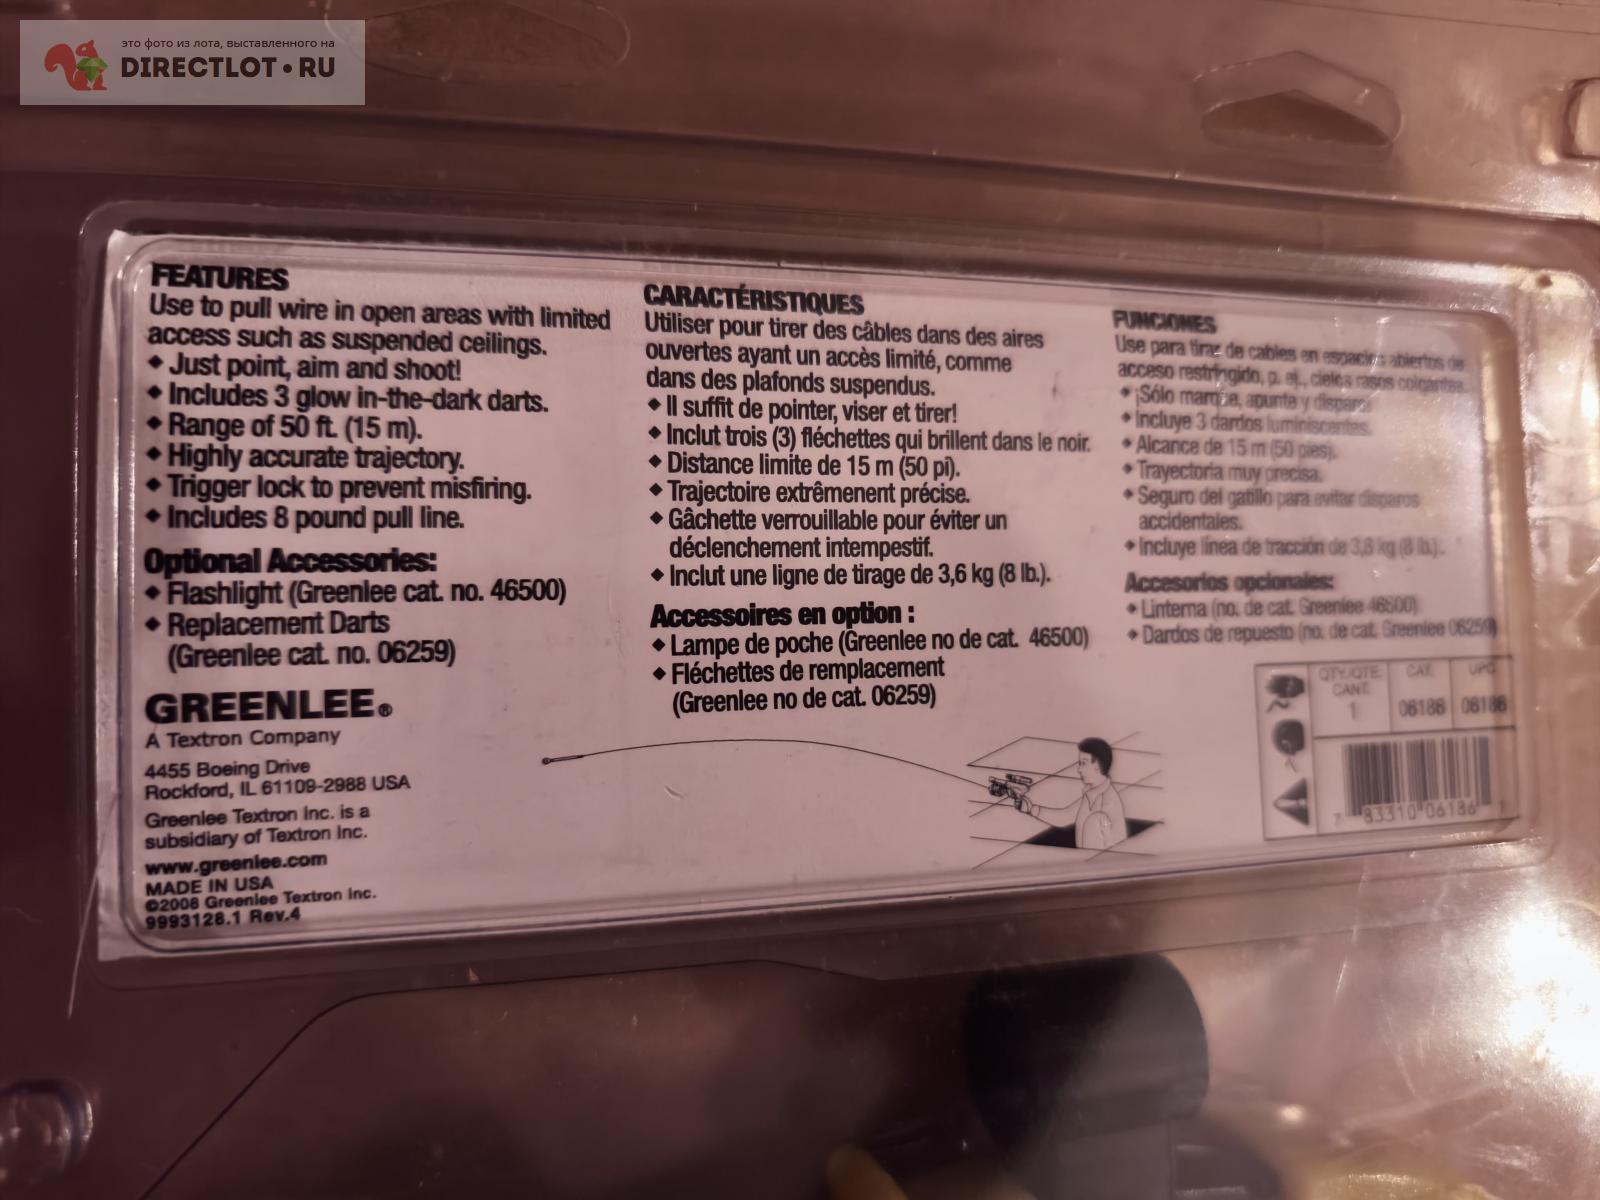 это фото из лота, выставленного на
DIRECTLOT•RU
FEATURES
Use to pull wire in open areas with limited
access such as suspended ceilings.
◆ Just point, aim and shoot!
◆ Includes 3 glow in-the-dark darts.
◆ Range of 50 ft. (15 m).
◆ Highly accurate trajectory.
◆ Trigger lock to prevent misfiring.
◆ Includes 8 pound pull line.
Optional Accessories:
◆ Flashlight (Greenlee cat. no. 46500)
◆ Replacement Darts
(Greenlee cat. no. 06259)
GREENLEE®
A Textron Company
4455 Boeing Drive
Rockford, IL 61109-2988 USA
Greenlee Textron Inc. is a
subsidiary of Textron Inc.
www.greenlee.com
MADE IN USA
©2008 Greenlee Textron Inc.
9993128.1 Rev.4
CARACTÉRISTIQUES
Utiliser pour tirer des câbles dans des aires
ouvertes ayant un accès limité, comme
dans des plafonds suspendus.
◆ Il suffit de pointer, viser et tirer!
◆ Inclut trois (3) fléchettes qui brillent dans le noir.
◆ Distance limite de 15 m (50 pi).
◆ Trajectoire extrêmenent précise.
◆ Gâchette verrouillable pour éviter un
déclenchement intempestif.
◆ Inclut une ligne de tirage de 3,6 kg (8 lb.).
Accessoires en option :
◆ Lampe de poche (Greenlee no de cat. 46500)
◆ Fléchettes de remplacement
(Greenlee no de cat. 06259)
FUNCIONES
Use para tirar de cables en espacios abiertos de
acceso restringido, p. ej., cielos rasos colgantes.
◆ ¡Sólo marque, apunte y dispare!
◆ Incluye 3 dardos luminiscentes.
◆ Alcance de 15 m (50 pies).
◆ Trayectoria muy precisa.
◆ Seguro del gatillo para evitar disparos
accidentales.
◆ Incluye línea de tracción de 3,6 kg (8 lb.).
Accesorios opcionales:
◆ Linterna (no. de cat. Greenlee 46500)
◆ Dardos de repuesto (no. de cat. Greenlee 06259)
QTY./QTE. CAT. UPC
CANT.
1 06186 06186
7 83310 06186 1